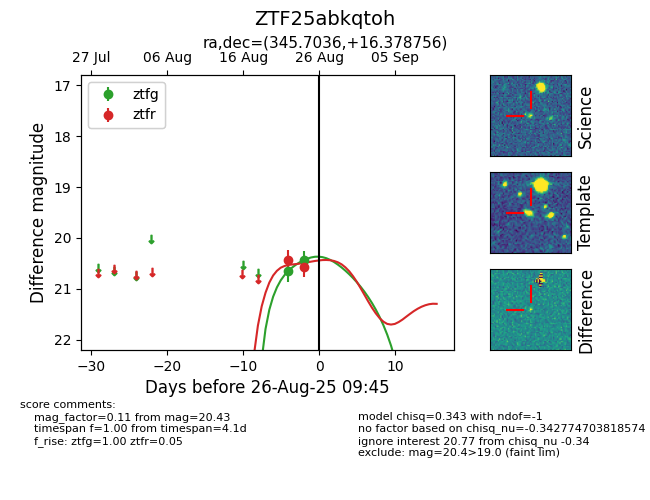 ZTF25abkqtoh
ra,dec=(345.7036,+16.378756)
27 Jul 06 Aug 16 Aug 26 Aug 05 Sep
17
18
19
20
21
22
Difference magnitude
ztfg
ztfr
−30 −20 −10 0 10
Days before 26-Aug-25 09:45
Science
Template
Difference
score comments:
mag_factor=0.11 from mag=20.43
timespan f=1.00 from timespan=4.1d
f_rise: ztfg=1.00 ztfr=0.05
model chisq=0.343 with ndof=-1
no factor based on chisq_nu=-0.342774703818574
ignore interest 20.77 from chisq_nu -0.34
exclude: mag=20.4>19.0 (faint lim)